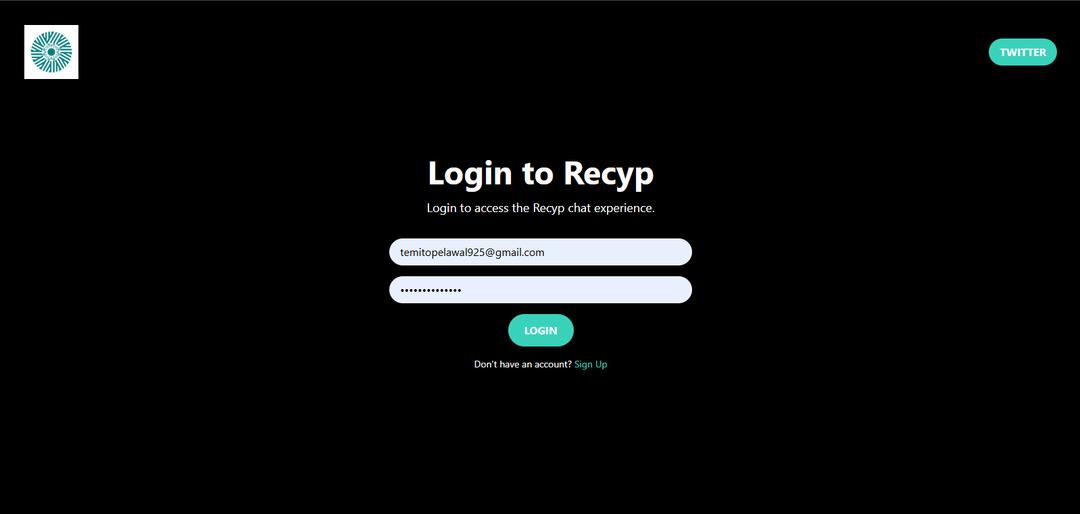 TWITTER
Login to Recyp
Login to access the Recyp chat experience.
temitopelawal925@gmail.com
••••••••••••••
LOGIN
Don't have an account? Sign Up